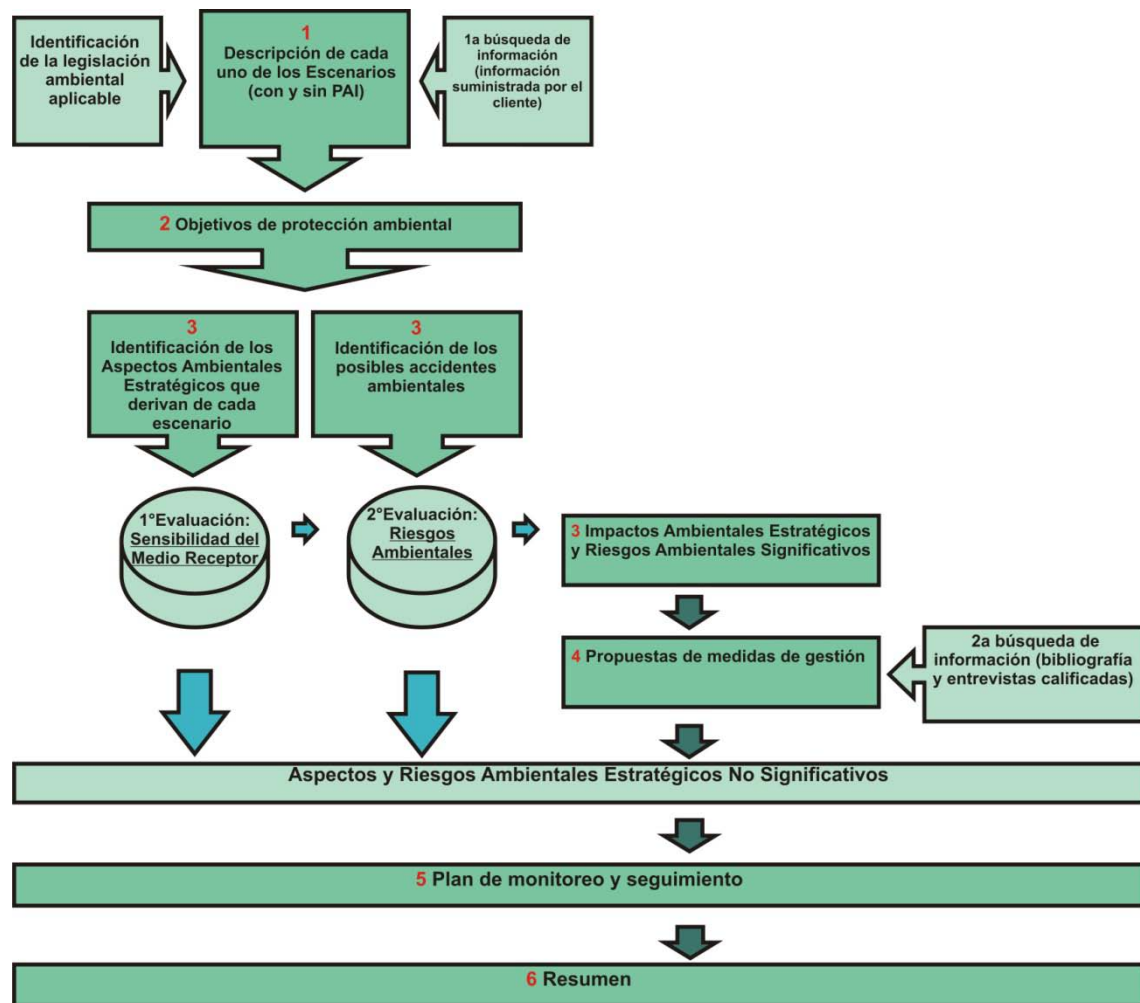 Identificación
de la legislación
ambiental
aplicable
1
Descripción de cada
uno de los Escenarios
(con y sin PAI)
1a búsqueda de
información
(información
suministrada por el
cliente)
2 Objetivos de protección ambiental
3
Identificación de los
Aspectos Ambientales
Estratégicos que
derivan de cada
escenario
3
Identificación de los
posibles accidentes
ambientales
1°Evaluación:
Sensibilidad del
Medio Receptor
2°Evaluación:
Riesgos
Ambientales
3 Impactos Ambientales Estratégicos
y Riesgos Ambientales Significativos
4 Propuestas de medidas de gestión
2a búsqueda de
información (bibliografía
y entrevistas calificadas)
Aspectos y Riesgos Ambientales Estratégicos No Significativos
5 Plan de monitoreo y seguimiento
6 Resumen